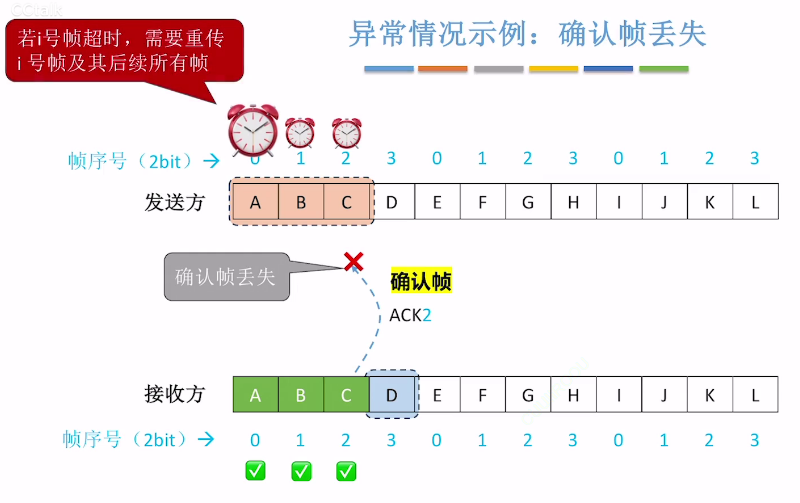 CCtalk
若i号帧超时，需要重传
i 号帧及其后续所有帧
异常情况示例：确认帧丢失
帧序号（2bit）→ 0 1 2 3 0 1 2 3 0 1 2 3
发送方 A B C D E F G H I J K L
确认帧丢失
确认帧
ACK2
接收方 A B C D E F G H I J K L
帧序号（2bit）→ 0 1 2 3 0 1 2 3 0 1 2 3